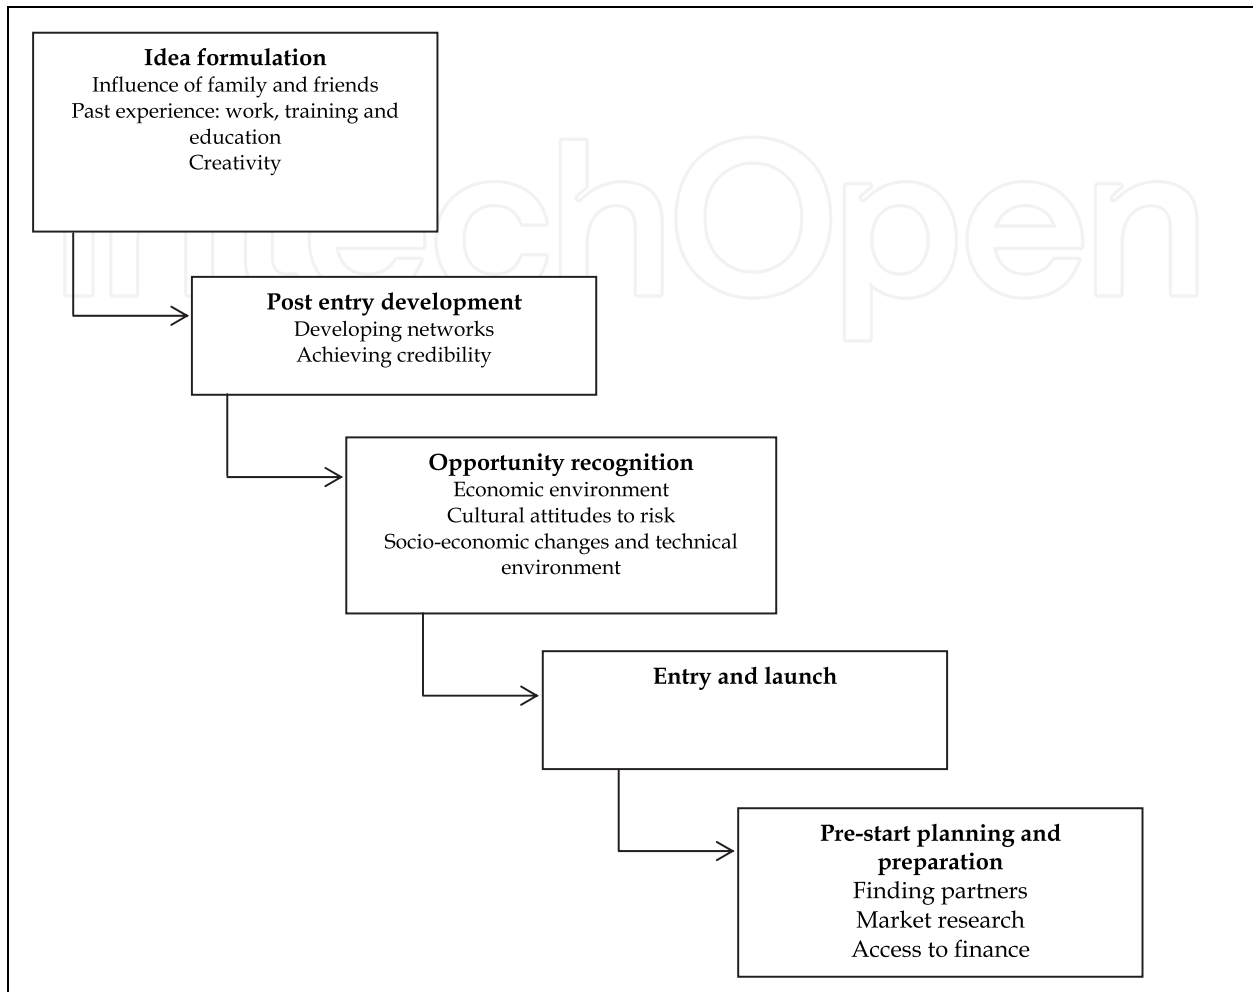 Idea formulation
Influence of family and friends
Past experience: work, training and
education
Creativity
IntechOpen
Post entry development
Developing networks
Achieving credibility
Opportunity recognition
Economic environment
Cultural attitudes to risk
Socio-economic changes and technical
environment
Entry and launch
Pre-start planning and
preparation
Finding partners
Market research
Access to finance